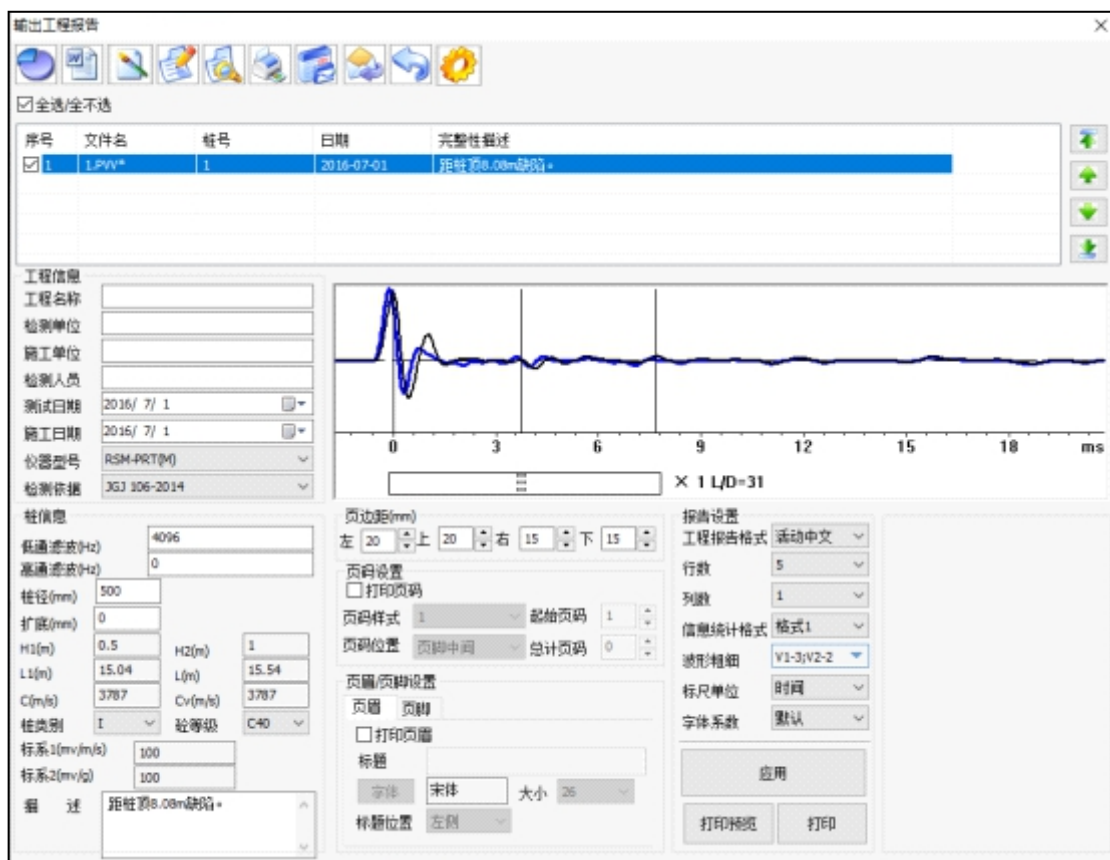 输出工程报告
全选/全不选
序号 文件名 桩号 日期 完整性描述
1 1.PVV* 1 2016-07-01 距桩顶8.08m缺陷。
工程信息
工程名称
检测单位
施工单位
检测人员
测试日期 2016/ 7/ 1
施工日期 2016/ 7/ 1
仪器型号 RSM-PRT(M)
检测依据 JGJ 106-2014
0 3 6 9 12 15 18 ms
× 1 L/D=31
桩信息
低通滤波(Hz) 4096
高通滤波(Hz) 0
桩径(mm) 500
扩底(mm) 0
H1(m) 0.5 H2(m) 1
L1(m) 15.04 L(m) 15.54
C(m/s) 3787 Cv(m/s) 3787
桩类别 I 砼等级 C40
标系1(mv/m/s) 100
标系2(mv/g) 100
描 述 距桩顶8.08m缺陷。
页边距(mm)
左 20 上 20 右 15 下 15
页码设置
打印页码
页码样式 1 起始页码 1
页码位置 页脚中间 总计页码 0
页眉/页脚设置
页眉 页脚
打印页眉
标题
字体 宋体 大小 26
标题位置 左侧
报告设置
工程报告格式 活动中文
行数 5
列数 1
信息统计格式 格式1
波形粗细 V1-3;V2-2
标尺单位 时间
字体系数 默认
应用
打印预览 打印